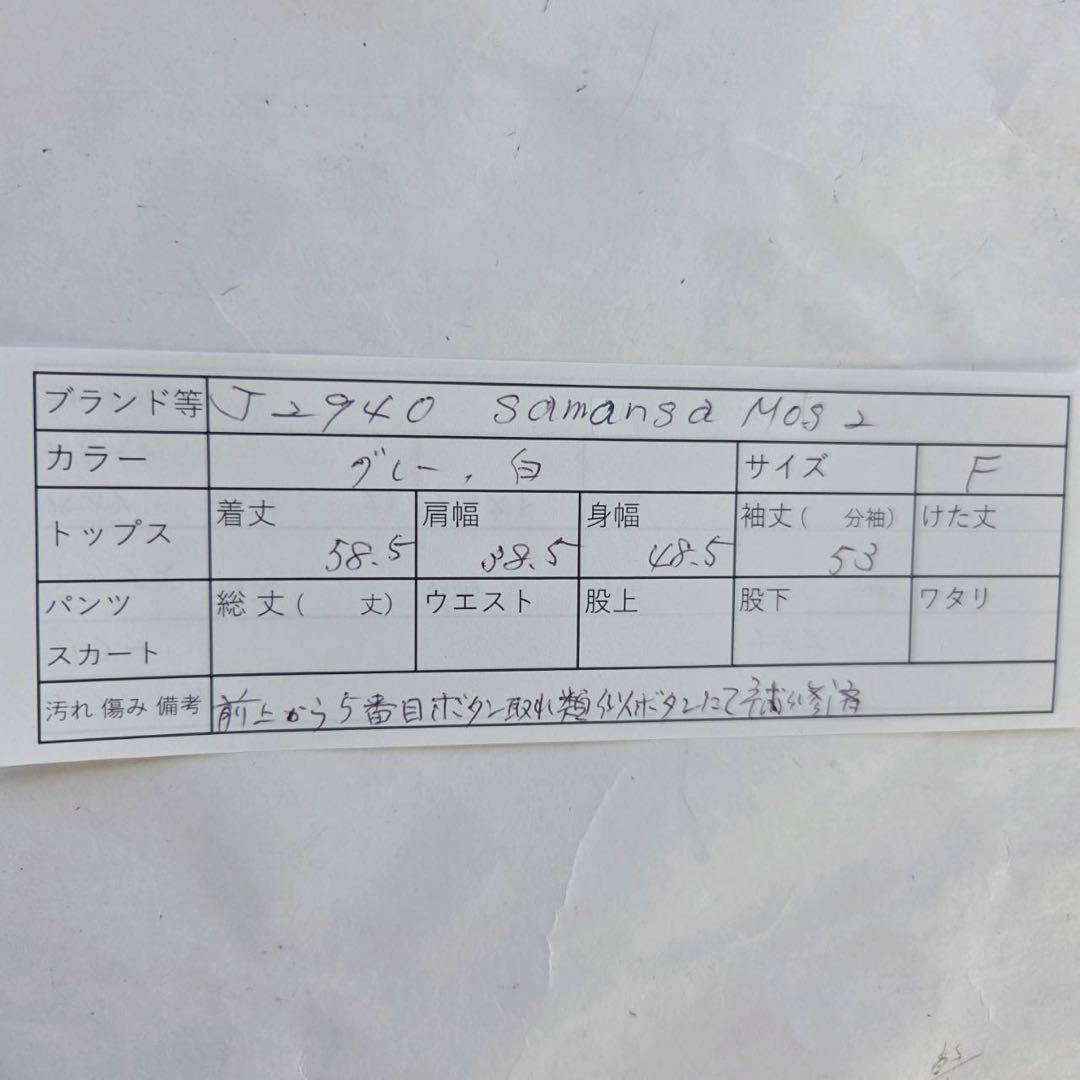 ブランド等 J2940 samansa Mos2
カラー グレー、白 サイズ F
トップス 着丈 58.5 肩幅 38.5 身幅 48.5 袖丈( 分袖) 53 けた丈
パンツ スカート 総丈( 丈) ウエスト 股上 股下 ワタリ
汚れ 傷み 備考 前上から5番目ボタン取れ類似ボタンにて補修済